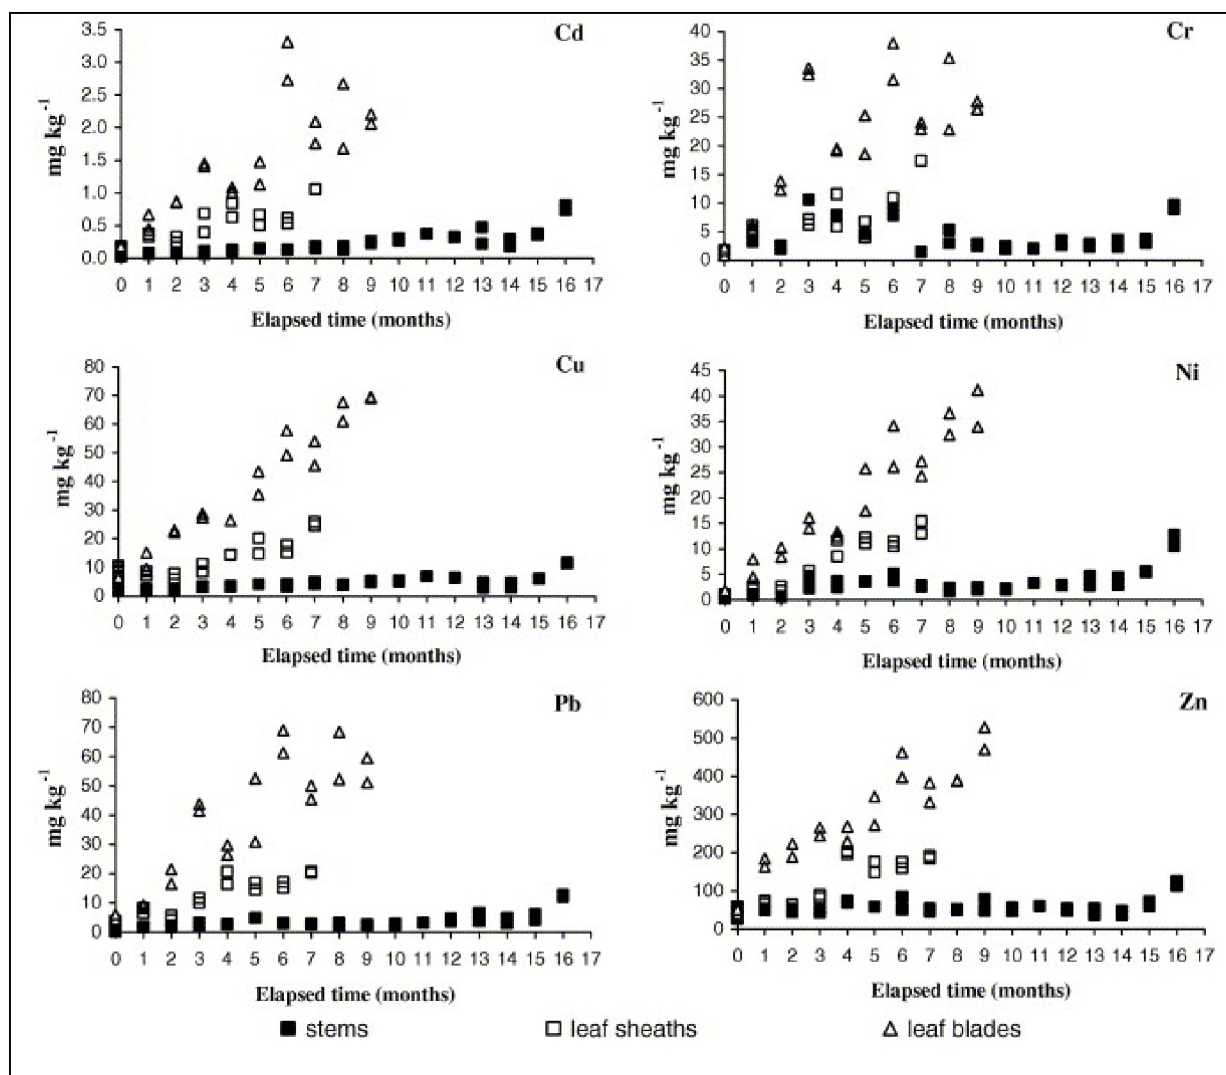 Cd
3.5
3.0
2.5
2.0
1.5
1.0
0.5
0.0
mg kg-1
0 1 2 3 4 5 6 7 8 9 10 11 12 13 14 15 16 17
Elapsed time (months)
Cr
40
35
30
25
20
15
10
5
0
mg kg-1
0 1 2 3 4 5 6 7 8 9 10 11 12 13 14 15 16 17
Elapsed time (months)
Cu
80
70
60
50
40
30
20
10
0
mg kg-1
0 1 2 3 4 5 6 7 8 9 10 11 12 13 14 15 16 17
Elapsed time (months)
Ni
45
40
35
30
25
20
15
10
5
0
mg kg-1
0 1 2 3 4 5 6 7 8 9 10 11 12 13 14 15 16 17
Elapsed time (months)
Pb
80
70
60
50
40
30
20
10
0
mg kg-1
0 1 2 3 4 5 6 7 8 9 10 11 12 13 14 15 16 17
Elapsed time (months)
Zn
600
500
400
300
200
100
0
mg kg-1
0 1 2 3 4 5 6 7 8 9 10 11 12 13 14 15 16 17
Elapsed time (months)
stems leaf sheaths leaf blades